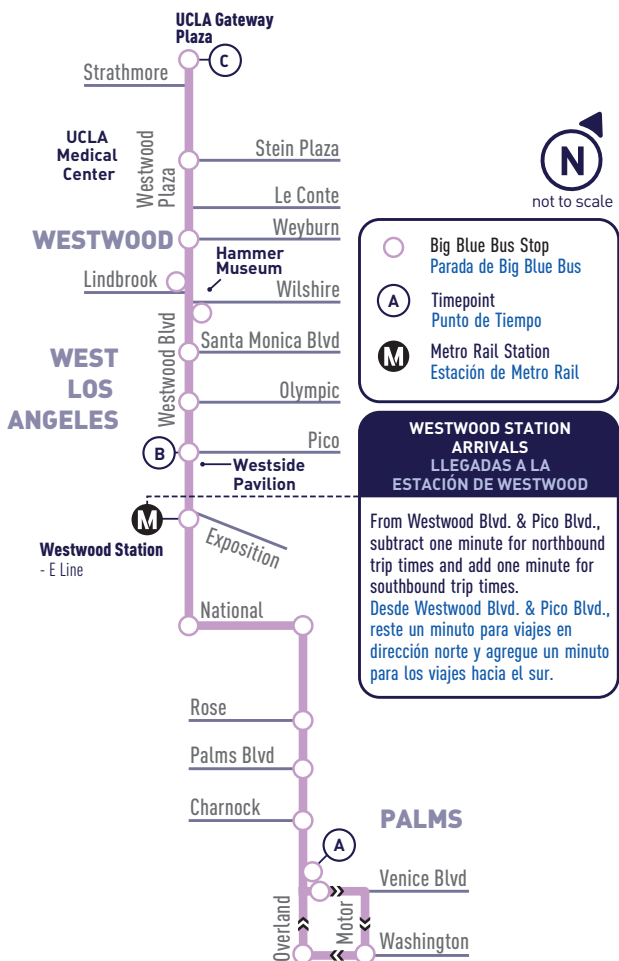 UCLA Gateway
Plaza
C
Strathmore
UCLA
Medical
Center
Westwood
Plaza
Stein Plaza
Le Conte
WESTWOOD
Weyburn
Hammer
Museum
Lindbrook
Wilshire
WEST
LOS
ANGELES
Westwood Blvd
Santa Monica Blvd
Olympic
Pico
B
Westside
Pavilion
M
Westwood Station
- E Line
Exposition
National
Rose
Palms Blvd
Charnock
PALMS
A
Venice Blvd
Overland
Motor
Washington
N
not to scale
Big Blue Bus Stop
Parada de Big Blue Bus
A
Timepoint
Punto de Tiempo
M
Metro Rail Station
Estación de Metro Rail
WESTWOOD STATION
ARRIVALS
LLEGADAS A LA
ESTACIÓN DE WESTWOOD
From Westwood Blvd. & Pico Blvd.,
subtract one minute for northbound
trip times and add one minute for
southbound trip times.
Desde Westwood Blvd. & Pico Blvd.,
reste un minuto para viajes en
dirección norte y agregue un minuto
para los viajes hacia el sur.